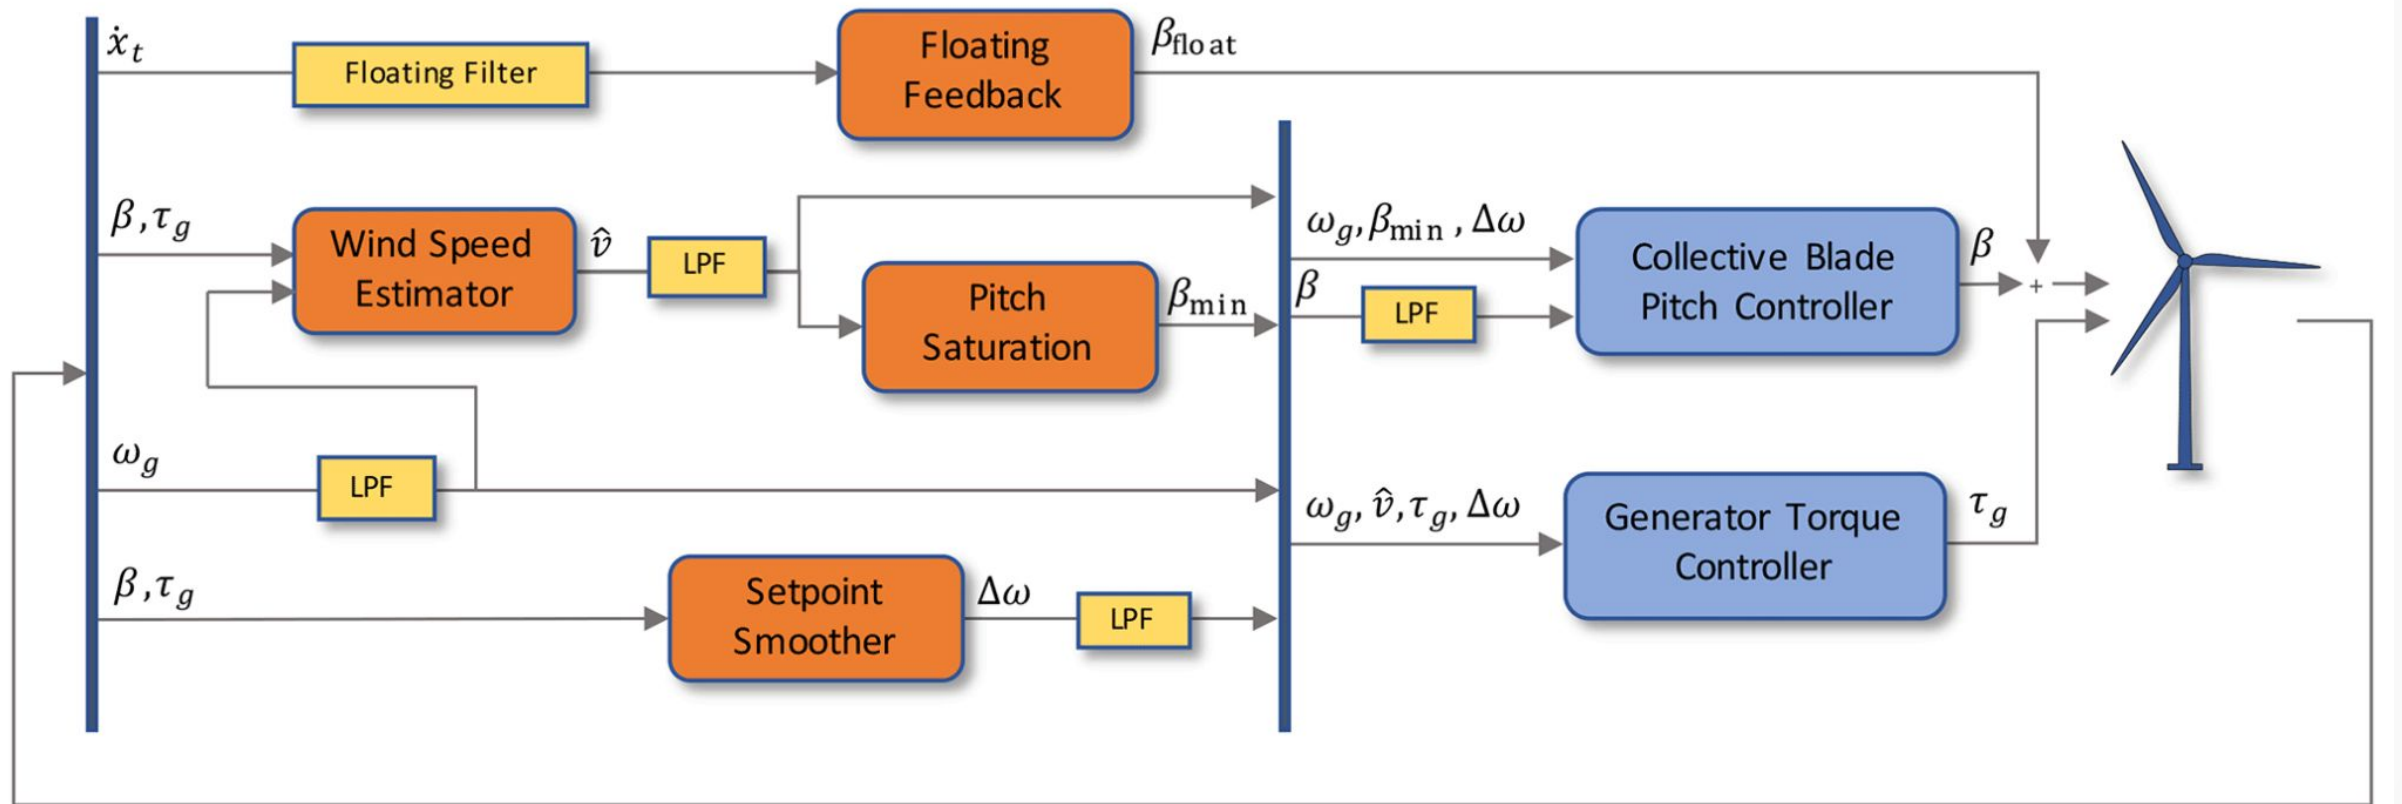 ẋₜ
Floating Filter
Floating
Feedback
β_float
β,τ_g
Wind Speed
Estimator
v̂
LPF
Pitch
Saturation
β_min
ω_g, β_min , Δω
β
LPF
Collective Blade
Pitch Controller
β
+
ω_g
LPF
ω_g, v̂, τ_g, Δω
Generator Torque
Controller
τ_g
β,τ_g
Setpoint
Smoother
Δω
LPF